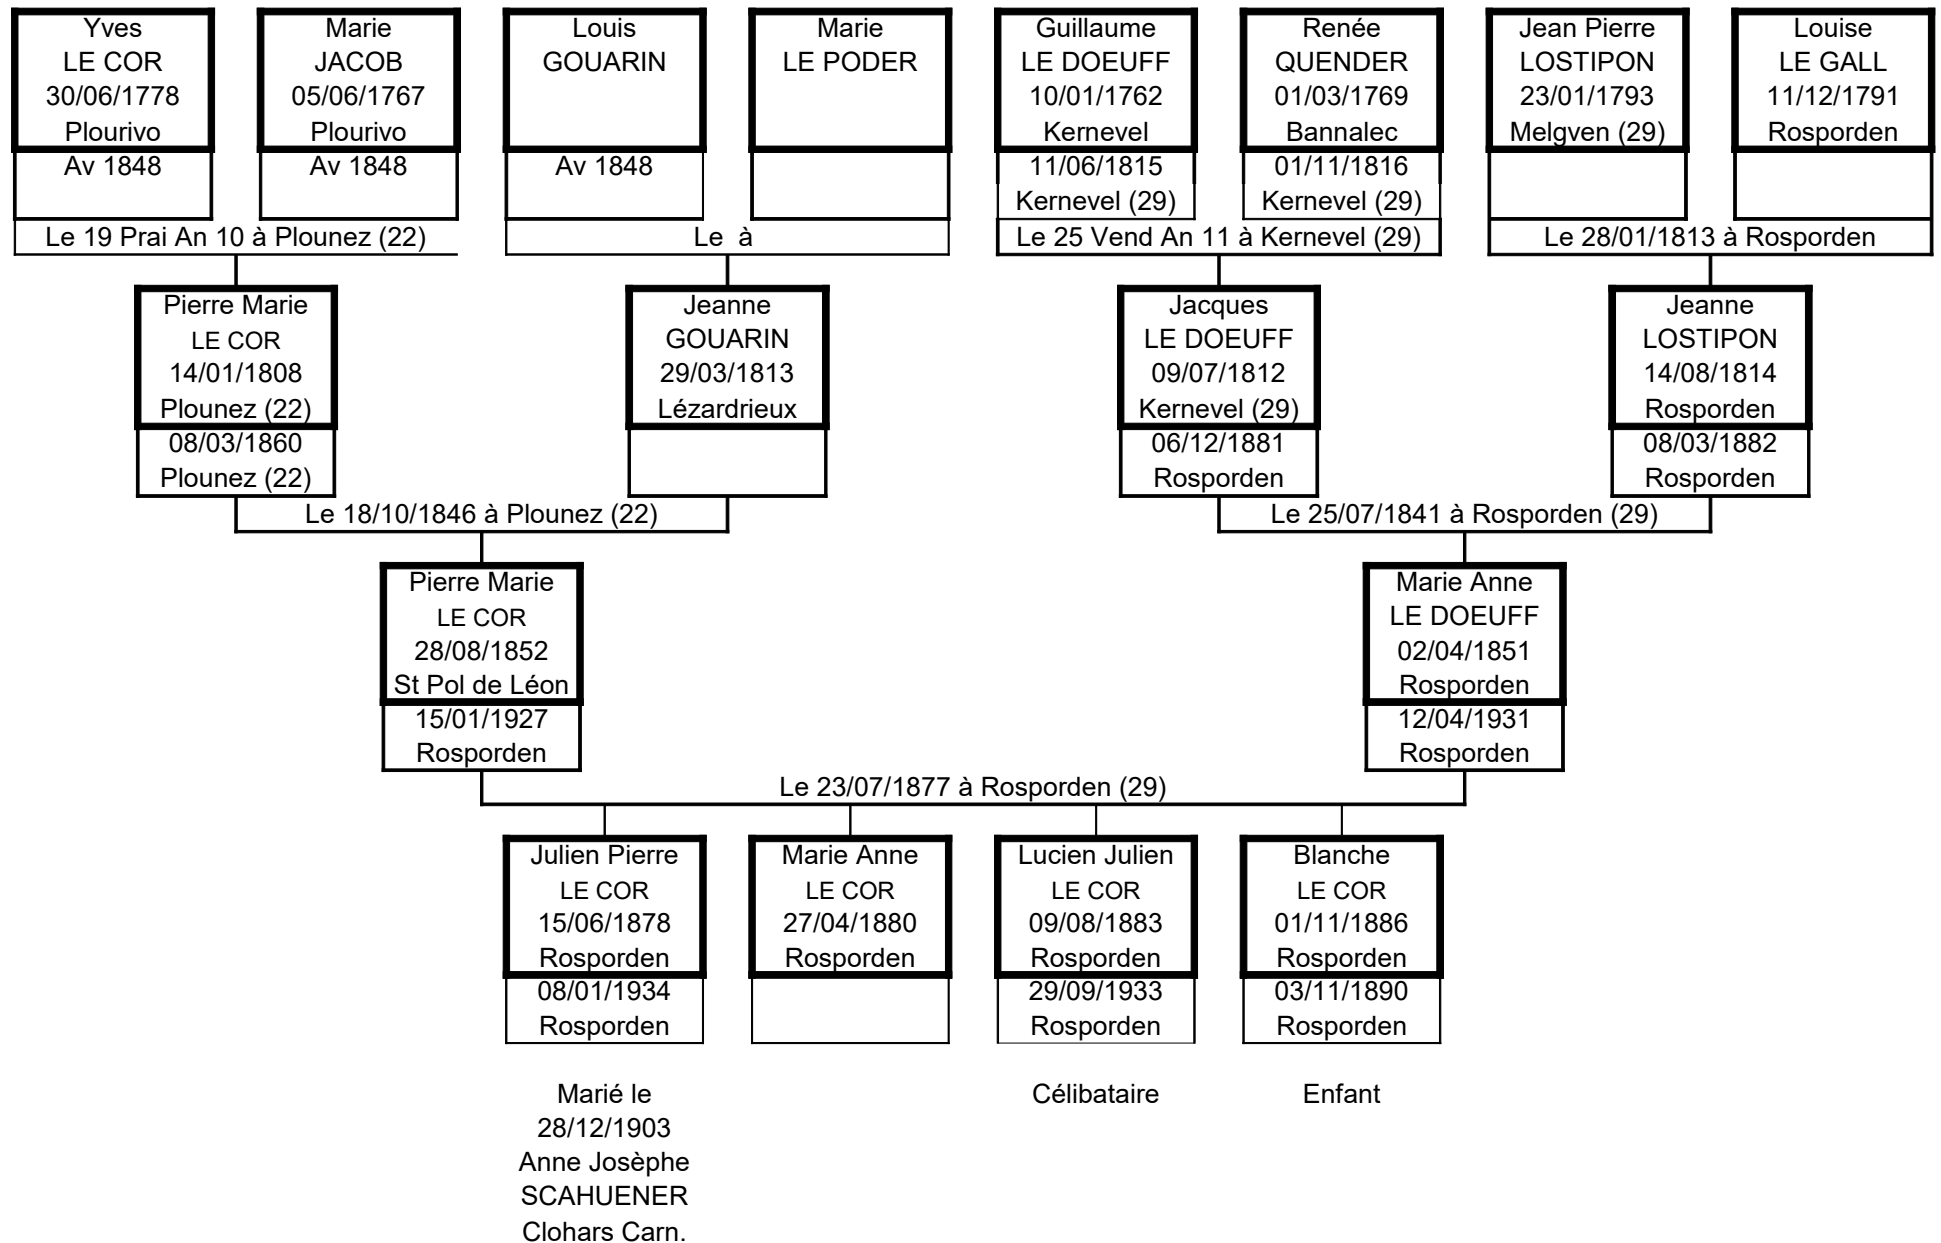 Yves
LE COR
30/06/1778
Plourivo
Av 1848
Marie
JACOB
05/06/1767
Plourivo
Av 1848
Louis
GOUARIN
Av 1848
Marie
LE PODER
Guillaume
LE DOEUFF
10/01/1762
Kernevel
11/06/1815
Kernevel (29)
Renée
QUENDER
01/03/1769
Bannalec
01/11/1816
Kernevel (29)
Jean Pierre
LOSTIPON
23/01/1793
Melgven (29)
Louise
LE GALL
11/12/1791
Rosporden
Le 19 Prai An 10 à Plounez (22)
Le à
Le 25 Vend An 11 à Kernevel (29)
Le 28/01/1813 à Rosporden
Pierre Marie
LE COR
14/01/1808
Plounez (22)
08/03/1860
Plounez (22)
Jeanne
GOUARIN
29/03/1813
Lézardrieux
Jacques
LE DOEUFF
09/07/1812
Kernevel (29)
06/12/1881
Rosporden
Jeanne
LOSTIPON
14/08/1814
Rosporden
08/03/1882
Rosporden
Le 18/10/1846 à Plounez (22)
Le 25/07/1841 à Rosporden (29)
Pierre Marie
LE COR
28/08/1852
St Pol de Léon
15/01/1927
Rosporden
Marie Anne
LE DOEUFF
02/04/1851
Rosporden
12/04/1931
Rosporden
Le 23/07/1877 à Rosporden (29)
Julien Pierre
LE COR
15/06/1878
Rosporden
08/01/1934
Rosporden
Marié le
28/12/1903
Anne Josèphe
SCAHUENER
Clohars Carn.
Marie Anne
LE COR
27/04/1880
Rosporden
Lucien Julien
LE COR
09/08/1883
Rosporden
29/09/1933
Rosporden
Célibataire
Blanche
LE COR
01/11/1886
Rosporden
03/11/1890
Rosporden
Enfant